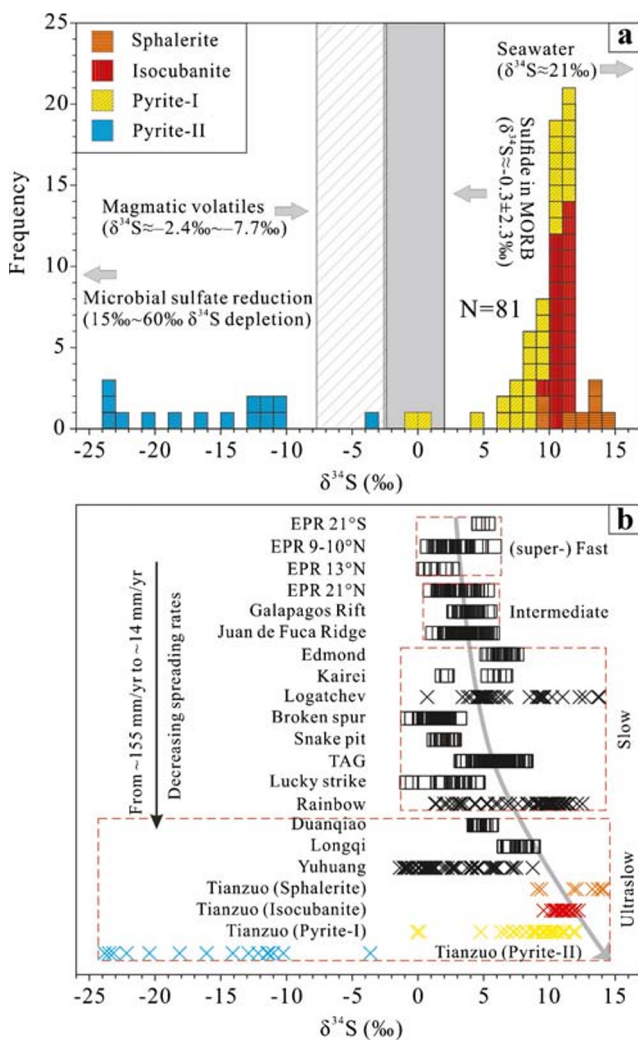 a
25
20
15
10
5
0
Frequency
Sphalerite
Isocubanite
Pyrite-I
Pyrite-II
Seawater
(δ³⁴S≈21‰)
Sulfide in MORB
(δ³⁴S≈-0.3±2.3‰)
Magmatic volatiles
(δ³⁴S≈–2.4‰~–7.7‰)
Microbial sulfate reduction
(15‰~60‰ δ³⁴S depletion)
N=81
-25 -20 -15 -10 -5 0 5 10 15
δ³⁴S (‰)
b
EPR 21°S
EPR 9-10°N
(super-) Fast
EPR 13°N
EPR 21°N
Galapagos Rift
Intermediate
Juan de Fuca Ridge
Edmond
Kairei
Logatchev
Broken spur
Snake pit
TAG
Lucky strike
Rainbow
Slow
Duanqiao
Longqi
Yuhuang
Tianzuo (Sphalerite)
Tianzuo (Isocubanite)
Tianzuo (Pyrite-I)
Tianzuo (Pyrite-II)
Ultraslow
From ~155 mm/yr to ~14 mm/yr
Decreasing spreading rates
-25 -20 -15 -10 -5 0 5 10 15
δ³⁴S (‰)